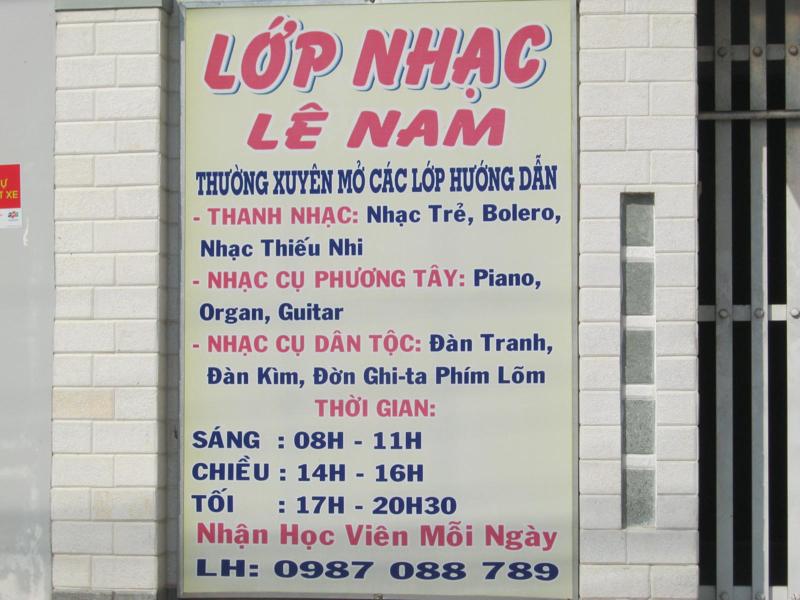 LỚP NHẠC
LÊ NAM
THƯỜNG XUYÊN MỞ CÁC LỚP HƯỚNG DẪN
- THANH NHẠC: Nhạc Trẻ, Bolero,
Nhạc Thiếu Nhi
- NHẠC CỤ PHƯƠNG TÂY: Piano,
Organ, Guitar
- NHẠC CỤ DÂN TỘC: Đàn Tranh,
Đàn Kìm, Đờn Ghi-ta Phím Lõm
THỜI GIAN:
SÁNG : 08H - 11H
CHIỀU : 14H - 16H
TỐI : 17H - 20H30
Nhận Học Viên Mỗi Ngày
LH: 0987 088 789
XE